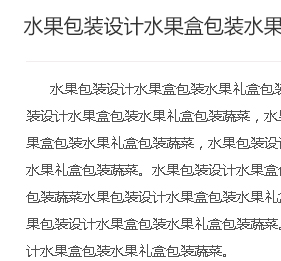 水果包装设计水果盒包装水果
水果包装设计水果盒包装水果礼盒包装
装设计水果盒包装水果礼盒包装蔬菜，水
果盒包装水果礼盒包装蔬菜，水果包装设
水果礼盒包装蔬菜。水果包装设计水果盒
包装蔬菜水果包装设计水果盒包装水果礼
果包装设计水果盒包装水果礼盒包装蔬菜。
计水果盒包装水果礼盒包装蔬菜。